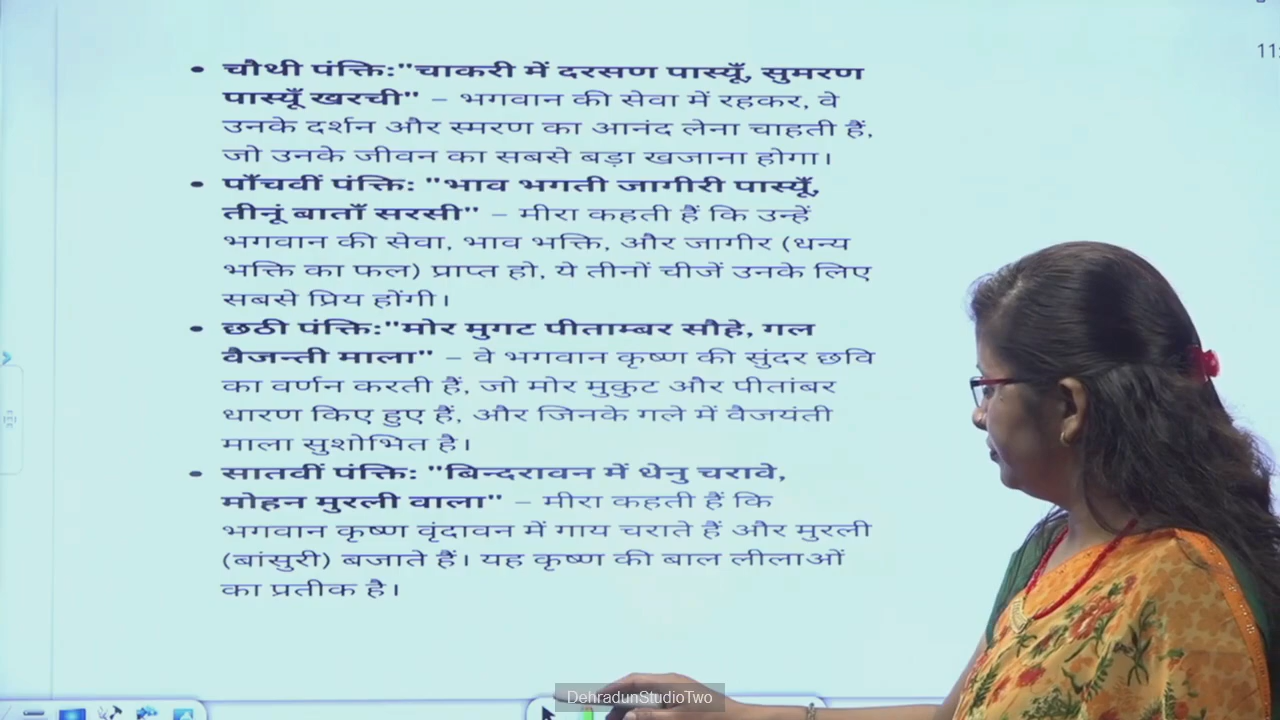 11:
• चौथी पंक्ति:"चाकरी में दरसण पास्यूँ, सुमरण
पास्यूँ खरची" – भगवान की सेवा में रहकर, वे
उनके दर्शन और स्मरण का आनंद लेना चाहती हैं,
जो उनके जीवन का सबसे बड़ा खजाना होगा।
• पाँचवीं पंक्ति: "भाव भगती जागीरी पास्यूँ,
तीनूं बाताँ सरसी" – मीरा कहती हैं कि उन्हें
भगवान की सेवा, भाव भक्ति, और जागीर (धन्य
भक्ति का फल) प्राप्त हो, ये तीनों चीजें उनके लिए
सबसे प्रिय होंगी।
• छठी पंक्ति:"मोर मुगट पीताम्बर सौहे, गल
वैजन्ती माला" – वे भगवान कृष्ण की सुंदर छवि
का वर्णन करती हैं, जो मोर मुकुट और पीतांबर
धारण किए हुए हैं, और जिनके गले में वैजयंती
माला सुशोभित है।
• सातवीं पंक्ति: "बिन्दरावन में धेनु चरावे,
मोहन मुरली वाला" – मीरा कहती हैं कि
भगवान कृष्ण वृंदावन में गाय चराते हैं और मुरली
(बांसुरी) बजाते हैं। यह कृष्ण की बाल लीलाओं
का प्रतीक है।
DehradunStudioTwo